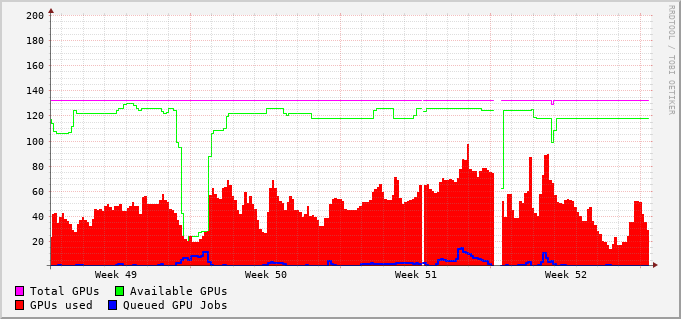 200
180
160
140
120
100
80
60
40
20
RRDTOOL / TOBI OETIKER
Week 49 Week 50 Week 51 Week 52
Total GPUs Available GPUs
GPUs used Queued GPU Jobs